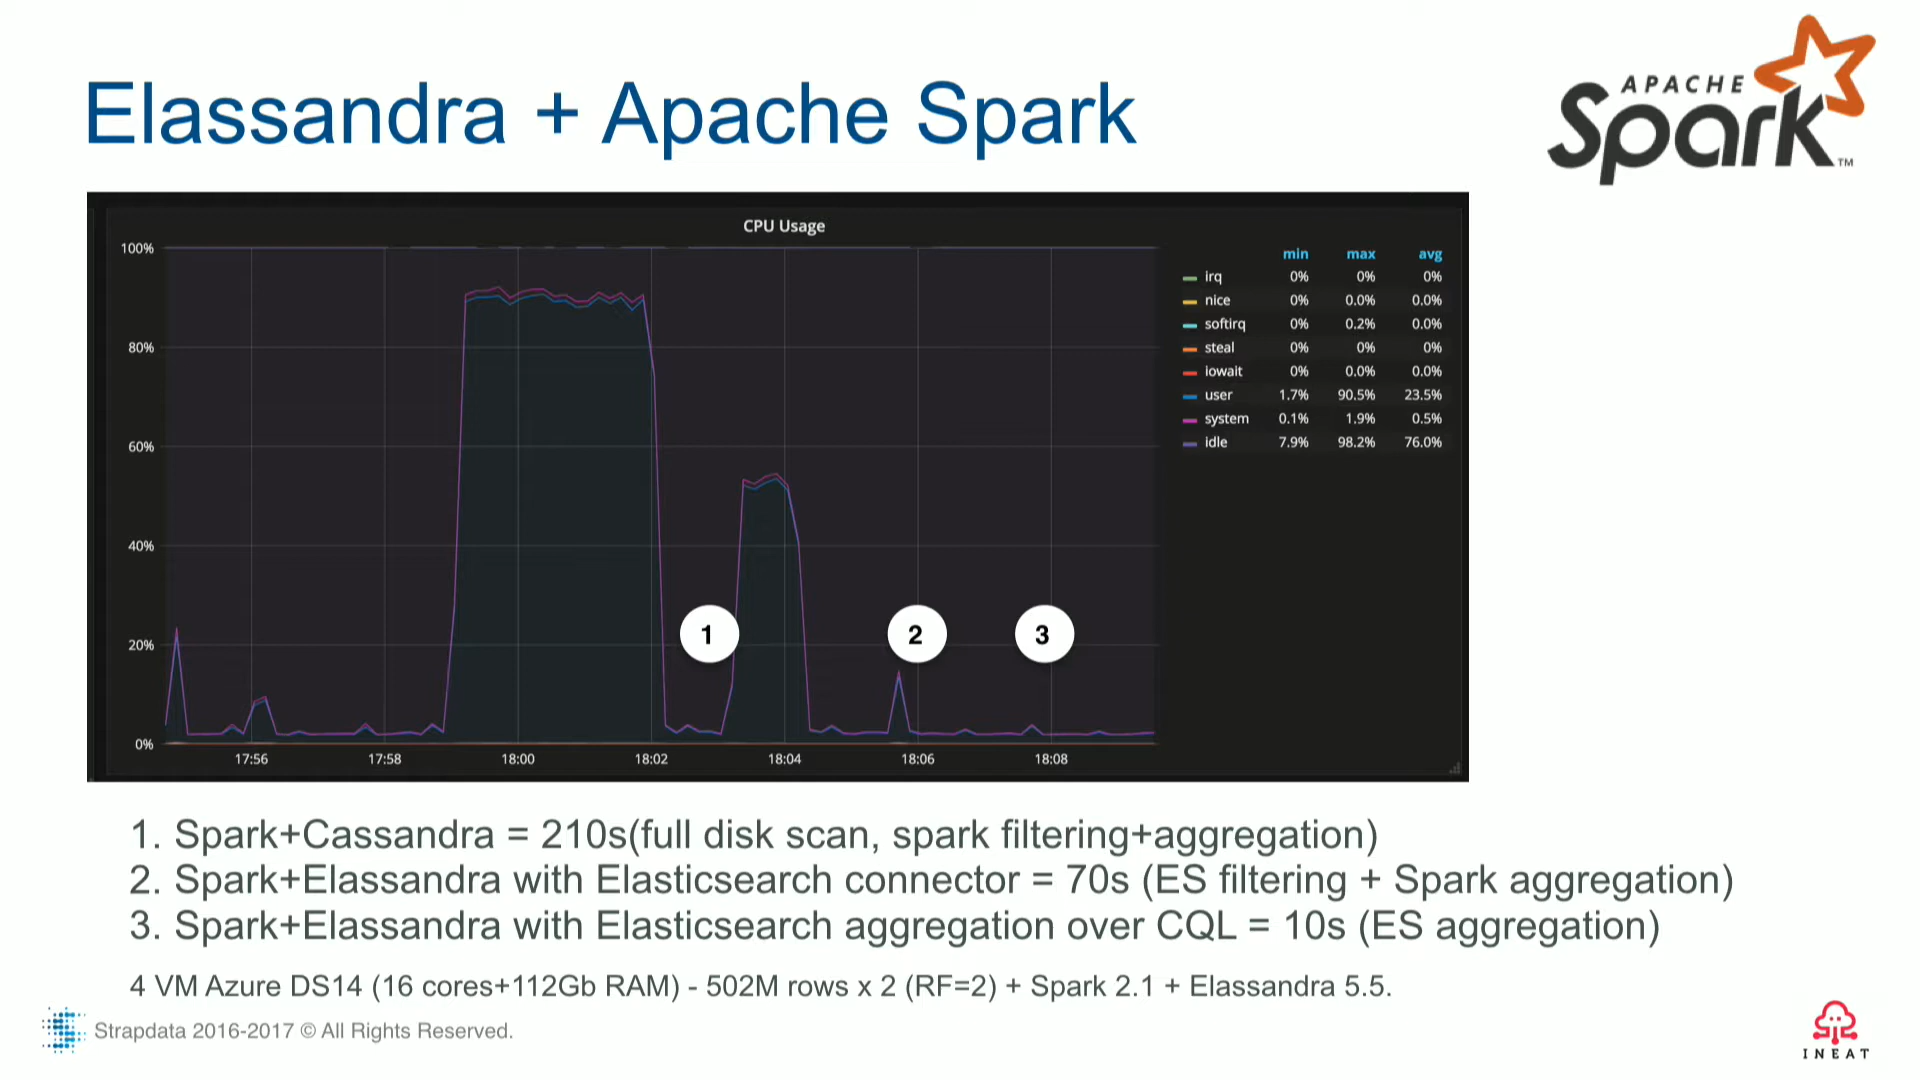 Elassandra + Apache Spark
APACHE
Spark™
CPU Usage
100%
80%
60%
40%
20%
0%
17:56 17:58 18:00 18:02 18:04 18:06 18:08
1 2 3
min max avg
irq 0% 0% 0%
nice 0% 0.0% 0.0%
softirq 0% 0.2% 0.0%
steal 0% 0% 0%
iowait 0% 0.0% 0.0%
user 1.7% 90.5% 23.5%
system 0.1% 1.9% 0.5%
idle 7.9% 98.2% 76.0%
1. Spark+Cassandra = 210s(full disk scan, spark filtering+aggregation)
2. Spark+Elassandra with Elasticsearch connector = 70s (ES filtering + Spark aggregation)
3. Spark+Elassandra with Elasticsearch aggregation over CQL = 10s (ES aggregation)
4 VM Azure DS14 (16 cores+112Gb RAM) - 502M rows x 2 (RF=2) + Spark 2.1 + Elassandra 5.5.
Strapdata 2016-2017 © All Rights Reserved.
INEAT